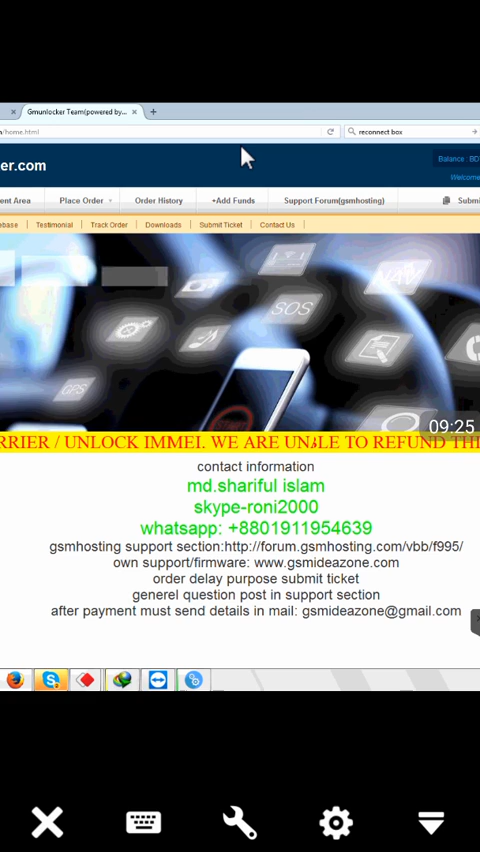 Gmunlocker Team(powered by...
/home.html
reconnect box
er.com
Balance : BD
Welcome
ent Area
Place Order
Order History
+Add Funds
Support Forum(gsmhosting)
Submi
ebase
Testimonial
Track Order
Downloads
Submit Ticket
Contact Us
NAV
SOS
GPS
09:25
RRIER / UNLOCK IMMEI. WE ARE TO REFUND THI
contact information
md.shariful islam
skype-roni2000
whatsapp: +8801911954639
gsmhosting support section:http://forum.gsmhosting.com/vbb/f995/
own support/firmware: www.gsmideazone.com
order delay purpose submit ticket
generel question post in support section
after payment must send details in mail: gsmideazone@gmail.com